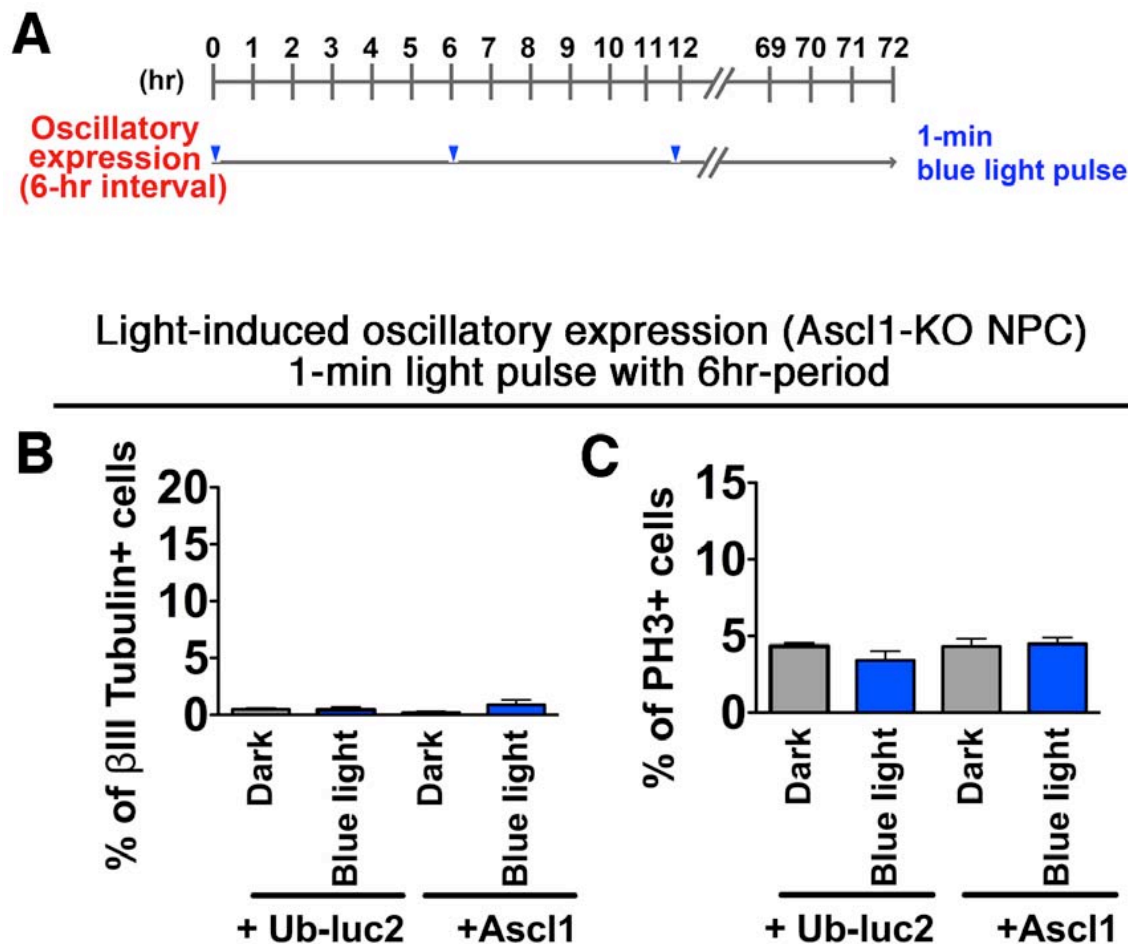 A
0 1 2 3 4 5 6 7 8 9 10 11 12 69 70 71 72
(hr)
Oscillatory
expression
(6-hr interval)
1-min
blue light pulse
Light-induced oscillatory expression (Ascl1-KO NPC)
1-min light pulse with 6hr-period
B
% of βIII Tubulin+ cells
20
15
10
5
0
Dark
Blue light
Dark
Blue light
+ Ub-luc2
+Ascl1
C
% of PH3+ cells
15
10
5
0
Dark
Blue light
Dark
Blue light
+ Ub-luc2
+Ascl1